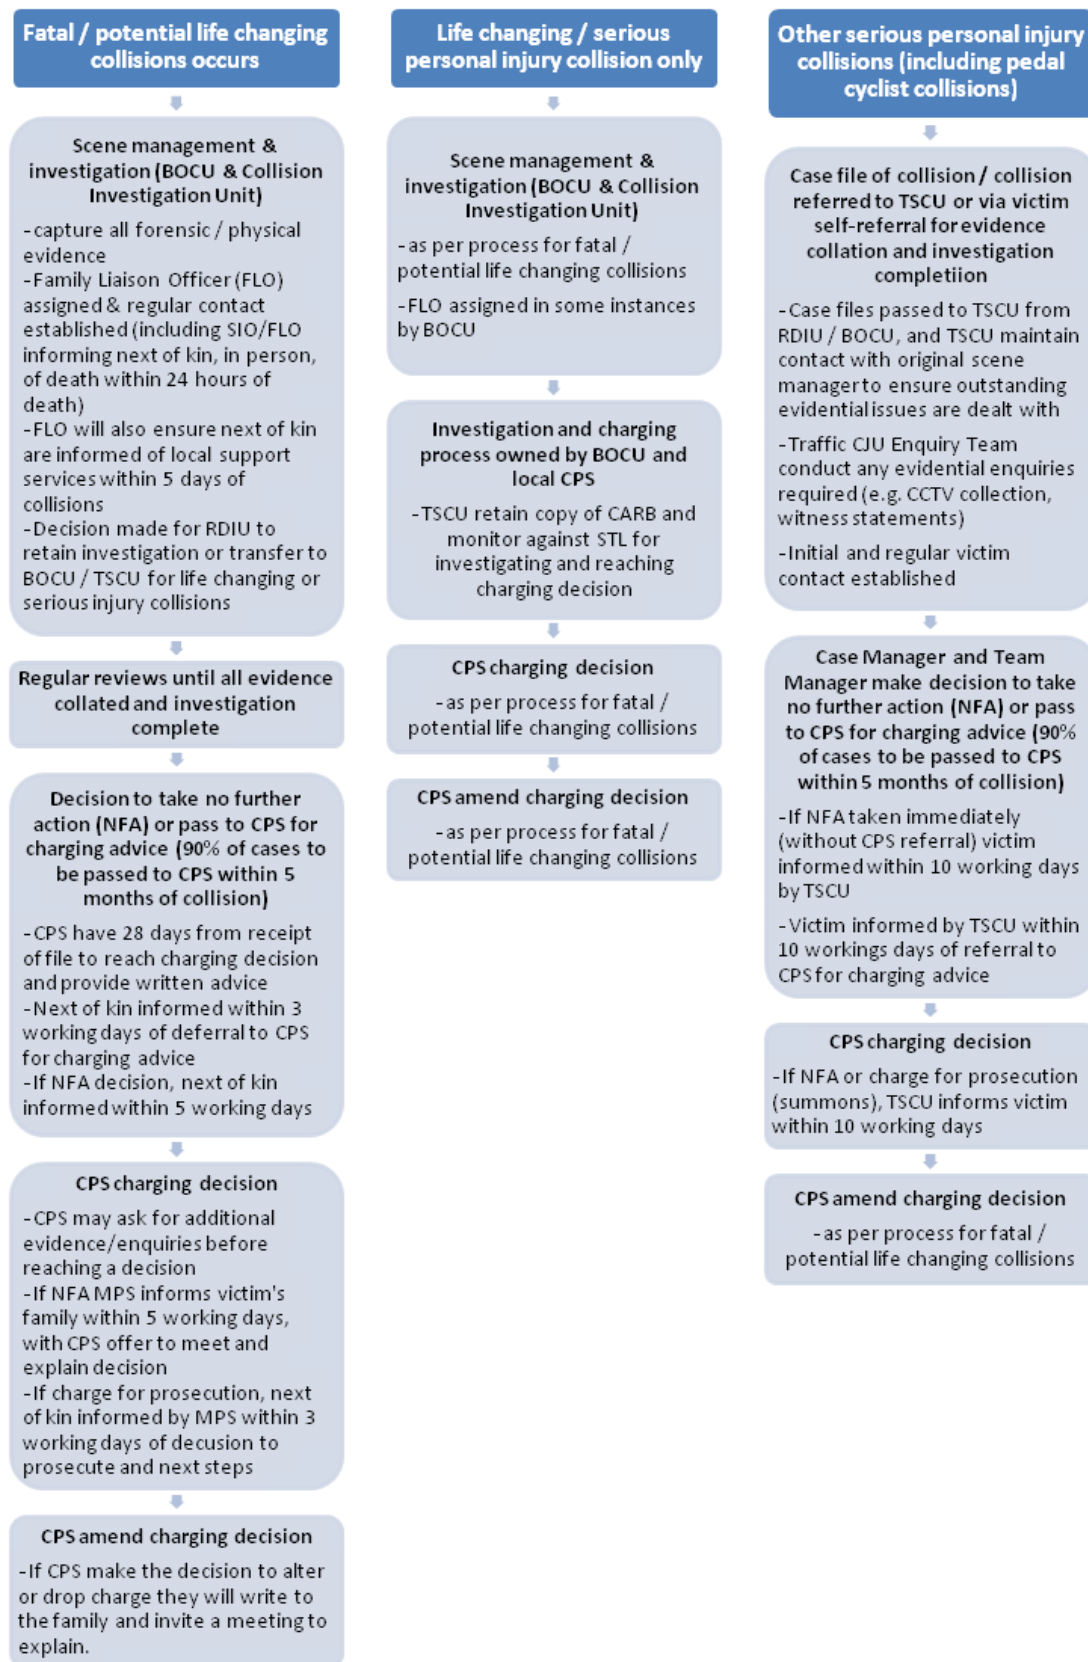 Fatal / potential life changing
collisions occurs
Scene management &
investigation (BOCU & Collision
Investigation Unit)
-capture all forensic / physical
evidence
-Family Liaison Officer (FLO)
assigned & regular contact
established (including SIO/FLO
informing next of kin, in person,
of death within 24 hours of
death)
-FLO will also ensure next of kin
are informed of local support
services within 5 days of
collisions
-Decision made for RDIU to
retain investigation or transfer to
BOCU / TSCU for life changing or
serious injury collisions
Regular reviews until all evidence
collated and investigation
complete
Decision to take no further
action (NFA) or pass to CPS for
charging advice (90% of cases to
be passed to CPS within 5
months of collision)
-CPS have 28 days from receipt
of file to reach charging decision
and provide written advice
-Next of kin informed within 3
working days of deferral to CPS
for charging advice
-If NFA decision, next of kin
informed within 5 working days
CPS charging decision
-CPS may ask for additional
evidence/enquiries before
reaching a decision
-If NFA MPS informs victim's
family within 5 working days,
with CPS offer to meet and
explain decision
-If charge for prosecution, next
of kin informed by MPS within 3
working days of decusion to
prosecute and next steps
CPS amend charging decision
-If CPS make the decision to alter
or drop charge they will write to
the family and invite a meeting to
explain.
Life changing / serious
personal injury collision only
Scene management &
investigation (BOCU & Collision
Investigation Unit)
-as per process for fatal /
potential life changing collisions
-FLO assigned in some instances
by BOCU
Investigation and charging
process owned by BOCU and
local CPS
-TSCU retain copy of CARB and
monitor against STL for
investigating and reaching
charging decision
CPS charging decision
-as per process for fatal /
potential life changing collisions
CPS amend charging decision
-as per process for fatal /
potential life changing collisions
Other serious personal injury
collisions (including pedal
cyclist collisions)
Case file of collision / collision
referred to TSCU or via victim
self-referral for evidence
collation and investigation
completiion
-Case files passed to TSCU from
RDIU / BOCU, and TSCU maintain
contact with original scene
manager to ensure outstanding
evidential issues are dealt with
-Traffic CJU Enquiry Team
conduct any evidential enquiries
required (e.g. CCTV collection,
witness statements)
-Initial and regular victim
contact established
Case Manager and Team
Manager make decision to take
no further action (NFA) or pass
to CPS for charging advice (90%
of cases to be passed to CPS
within 5 months of collision)
-If NFA taken immediately
(without CPS referral) victim
informed within 10 working days
by TSCU
-Victim informed by TSCU within
10 workings days of referral to
CPS for charging advice
CPS charging decision
-If NFA or charge for prosecution
(summons), TSCU informs victim
within 10 working days
CPS amend charging decision
-as per process for fatal /
potential life changing collisions